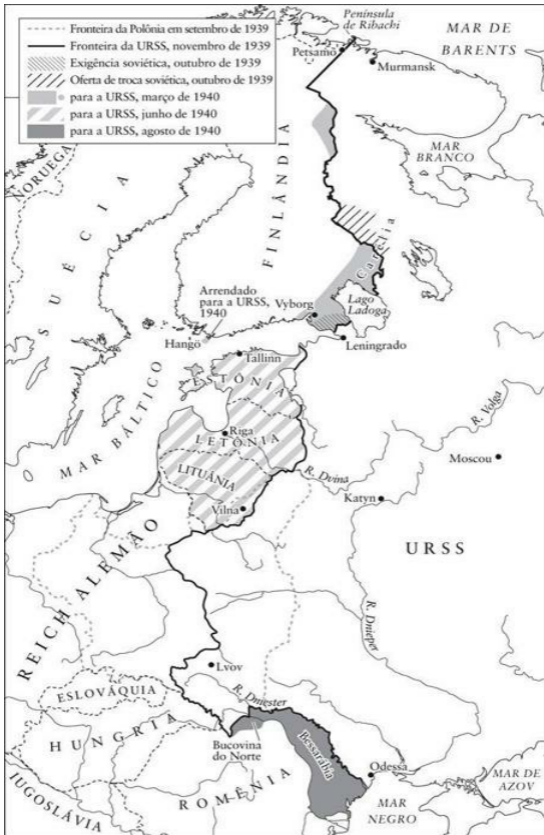 Fronteira da Polônia em setembro de 1939
Fronteira da URSS, novembro de 1939
Exigência soviética, outubro de 1939
Oferta de troca soviética, outubro de 1939
para a URSS, março de 1940
para a URSS, junho de 1940
para a URSS, agosto de 1940
Península
de Ribachi
MAR DE
BARENTS
Petsamo
Murmansk
MAR
BRANCO
NORUEGA
SUÉCIA
FINLÂNDIA
Carélia
Arrendado
para a URSS,
1940
Vyborg
Lago
Ladoga
Hangö
Leningrado
Tallinn
ESTÔNIA
MAR BÁLTICO
Riga
LETÔNIA
R. Volga
Moscou
LITUÂNIA
R. Dvina
Katyn
Vilna
REICH ALEMÃO
URSS
R. Dnieper
Lvov
ESLOVÁQUIA
R. Dniester
HUNGRIA
Bucovina
do Norte
Bessarábia
Odessa
ROMÊNIA
MAR DE
AZOV
MAR
NEGRO
IUGOSLÁVIA